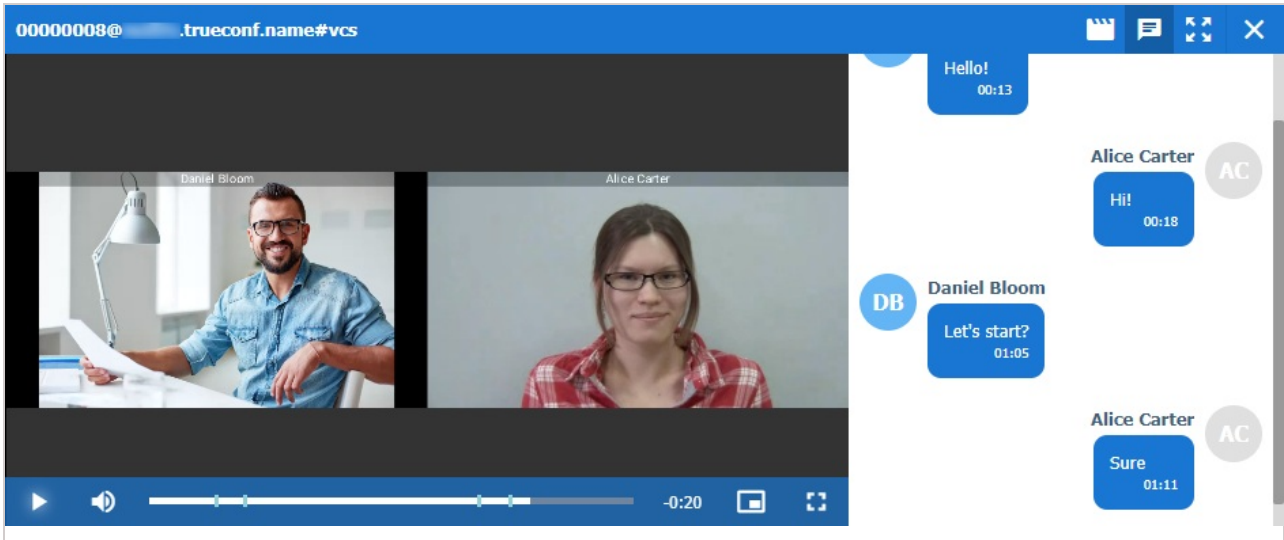 00000008@ .trueconf.name#vcs
Daniel Bloom
Alice Carter
-0:20
Hello!
00:13
Alice Carter
AC
Hi!
00:18
DB
Daniel Bloom
Let's start?
01:05
Alice Carter
AC
Sure
01:11